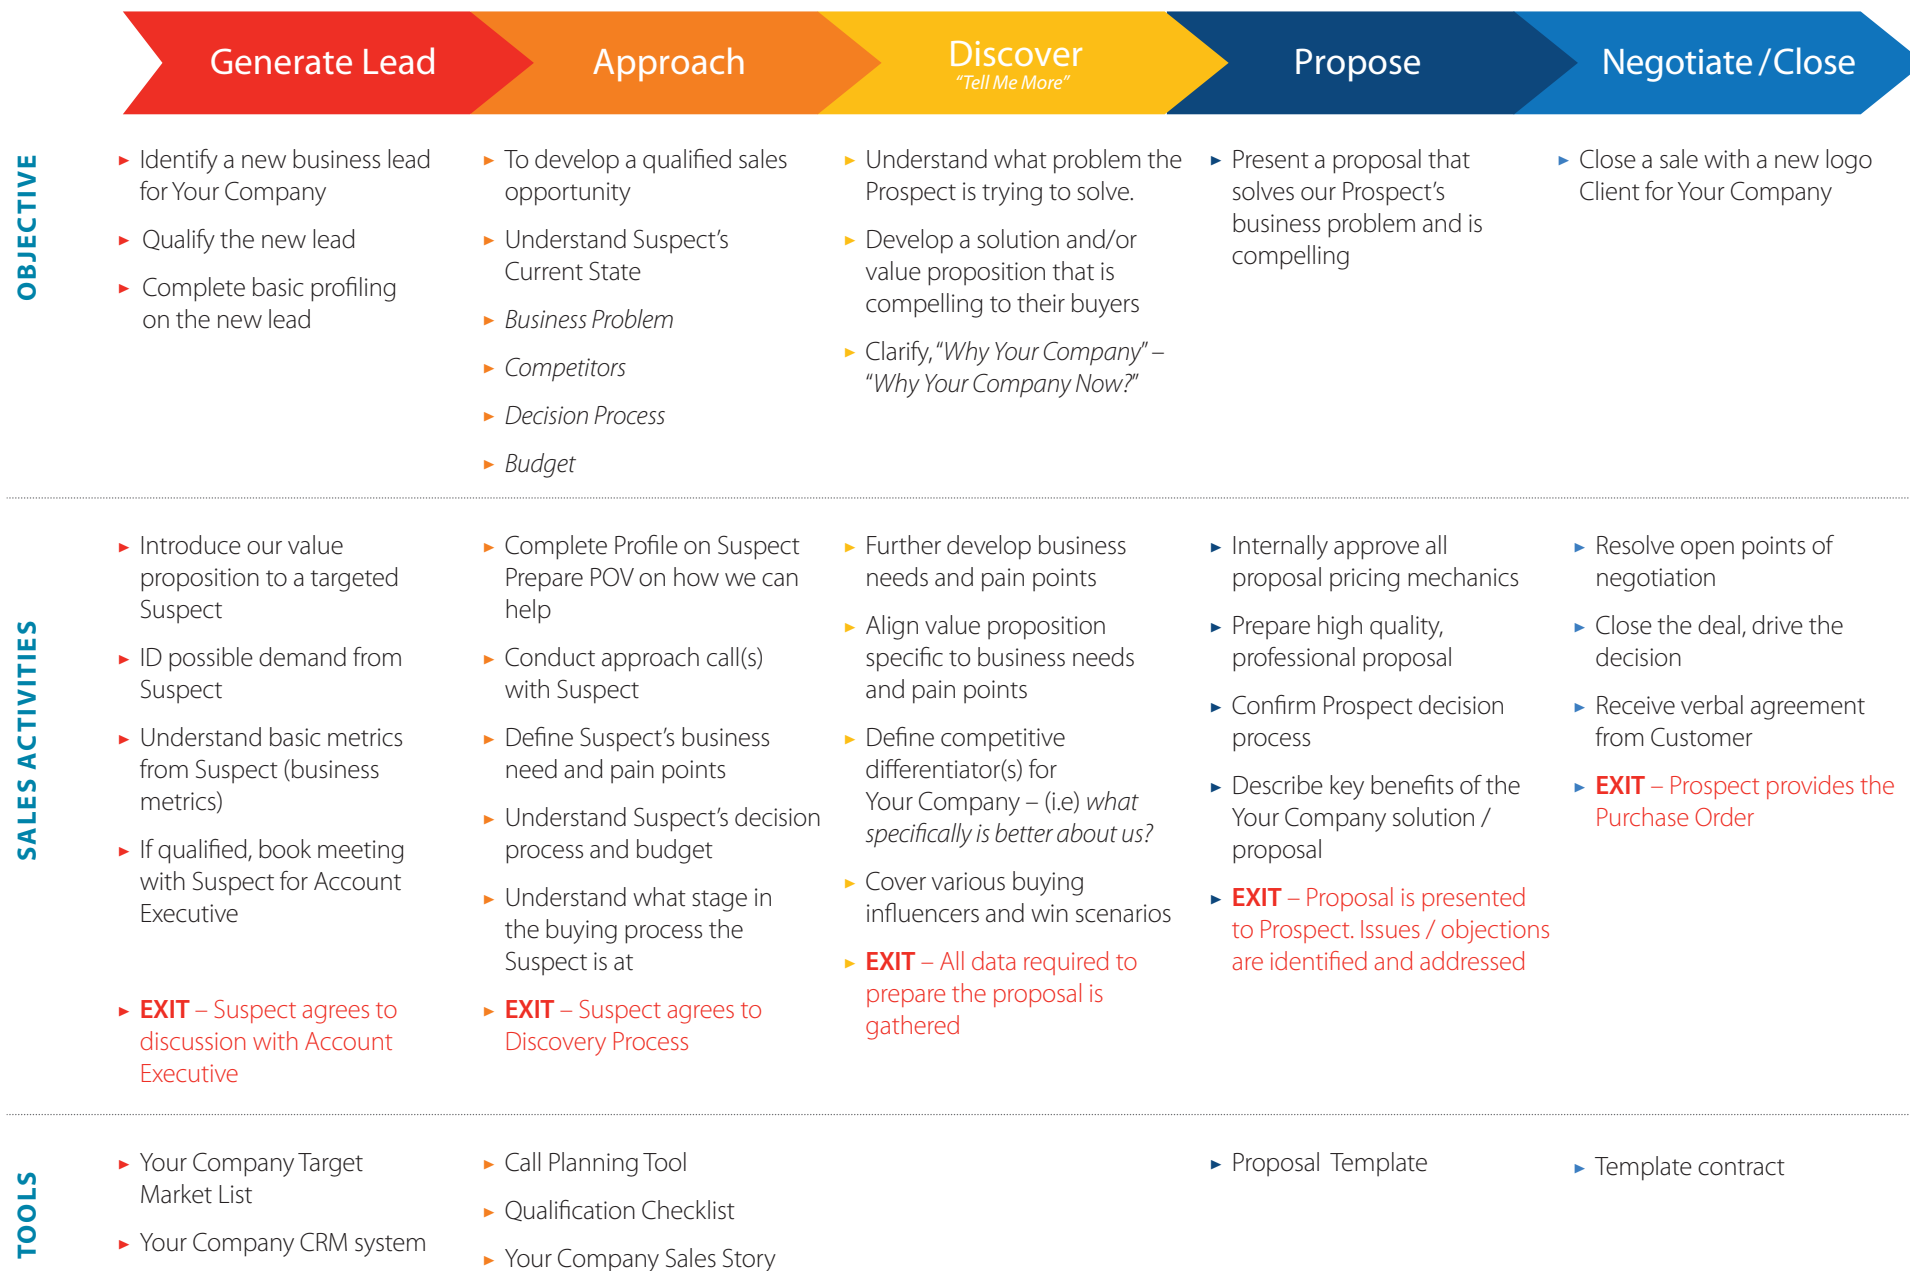 Generate Lead
Approach
Discover
“Tell Me More”
Propose
Negotiate / Close
OBJECTIVE
► Identify a new business lead
for Your Company
► Qualify the new lead
► Complete basic profiling
on the new lead
► To develop a qualified sales
opportunity
► Understand Suspect’s
Current State
► Business Problem
► Competitors
► Decision Process
► Budget
► Understand what problem the
Prospect is trying to solve.
► Develop a solution and/or
value proposition that is
compelling to their buyers
► Clarify, “Why Your Company” –
“Why Your Company Now?”
► Present a proposal that
solves our Prospect’s
business problem and is
compelling
► Close a sale with a new logo
Client for Your Company
SALES ACTIVITIES
► Introduce our value
proposition to a targeted
Suspect
► ID possible demand from
Suspect
► Understand basic metrics
from Suspect (business
metrics)
► If qualified, book meeting
with Suspect for Account
Executive
► EXIT – Suspect agrees to
discussion with Account
Executive
► Complete Profile on Suspect
Prepare POV on how we can
help
► Conduct approach call(s)
with Suspect
► Define Suspect’s business
need and pain points
► Understand Suspect’s decision
process and budget
► Understand what stage in
the buying process the
Suspect is at
► EXIT – Suspect agrees to
Discovery Process
► Further develop business
needs and pain points
► Align value proposition
specific to business needs
and pain points
► Define competitive
differentiator(s) for
Your Company – (i.e) what
specifically is better about us?
► Cover various buying
influencers and win scenarios
► EXIT – All data required to
prepare the proposal is
gathered
► Internally approve all
proposal pricing mechanics
► Prepare high quality,
professional proposal
► Confirm Prospect decision
process
► Describe key benefits of the
Your Company solution /
proposal
► EXIT – Proposal is presented
to Prospect. Issues / objections
are identified and addressed
► Resolve open points of
negotiation
► Close the deal, drive the
decision
► Receive verbal agreement
from Customer
► EXIT – Prospect provides the
Purchase Order
TOOLS
► Your Company Target
Market List
► Your Company CRM system
► Call Planning Tool
► Qualification Checklist
► Your Company Sales Story
► Proposal Template
► Template contract